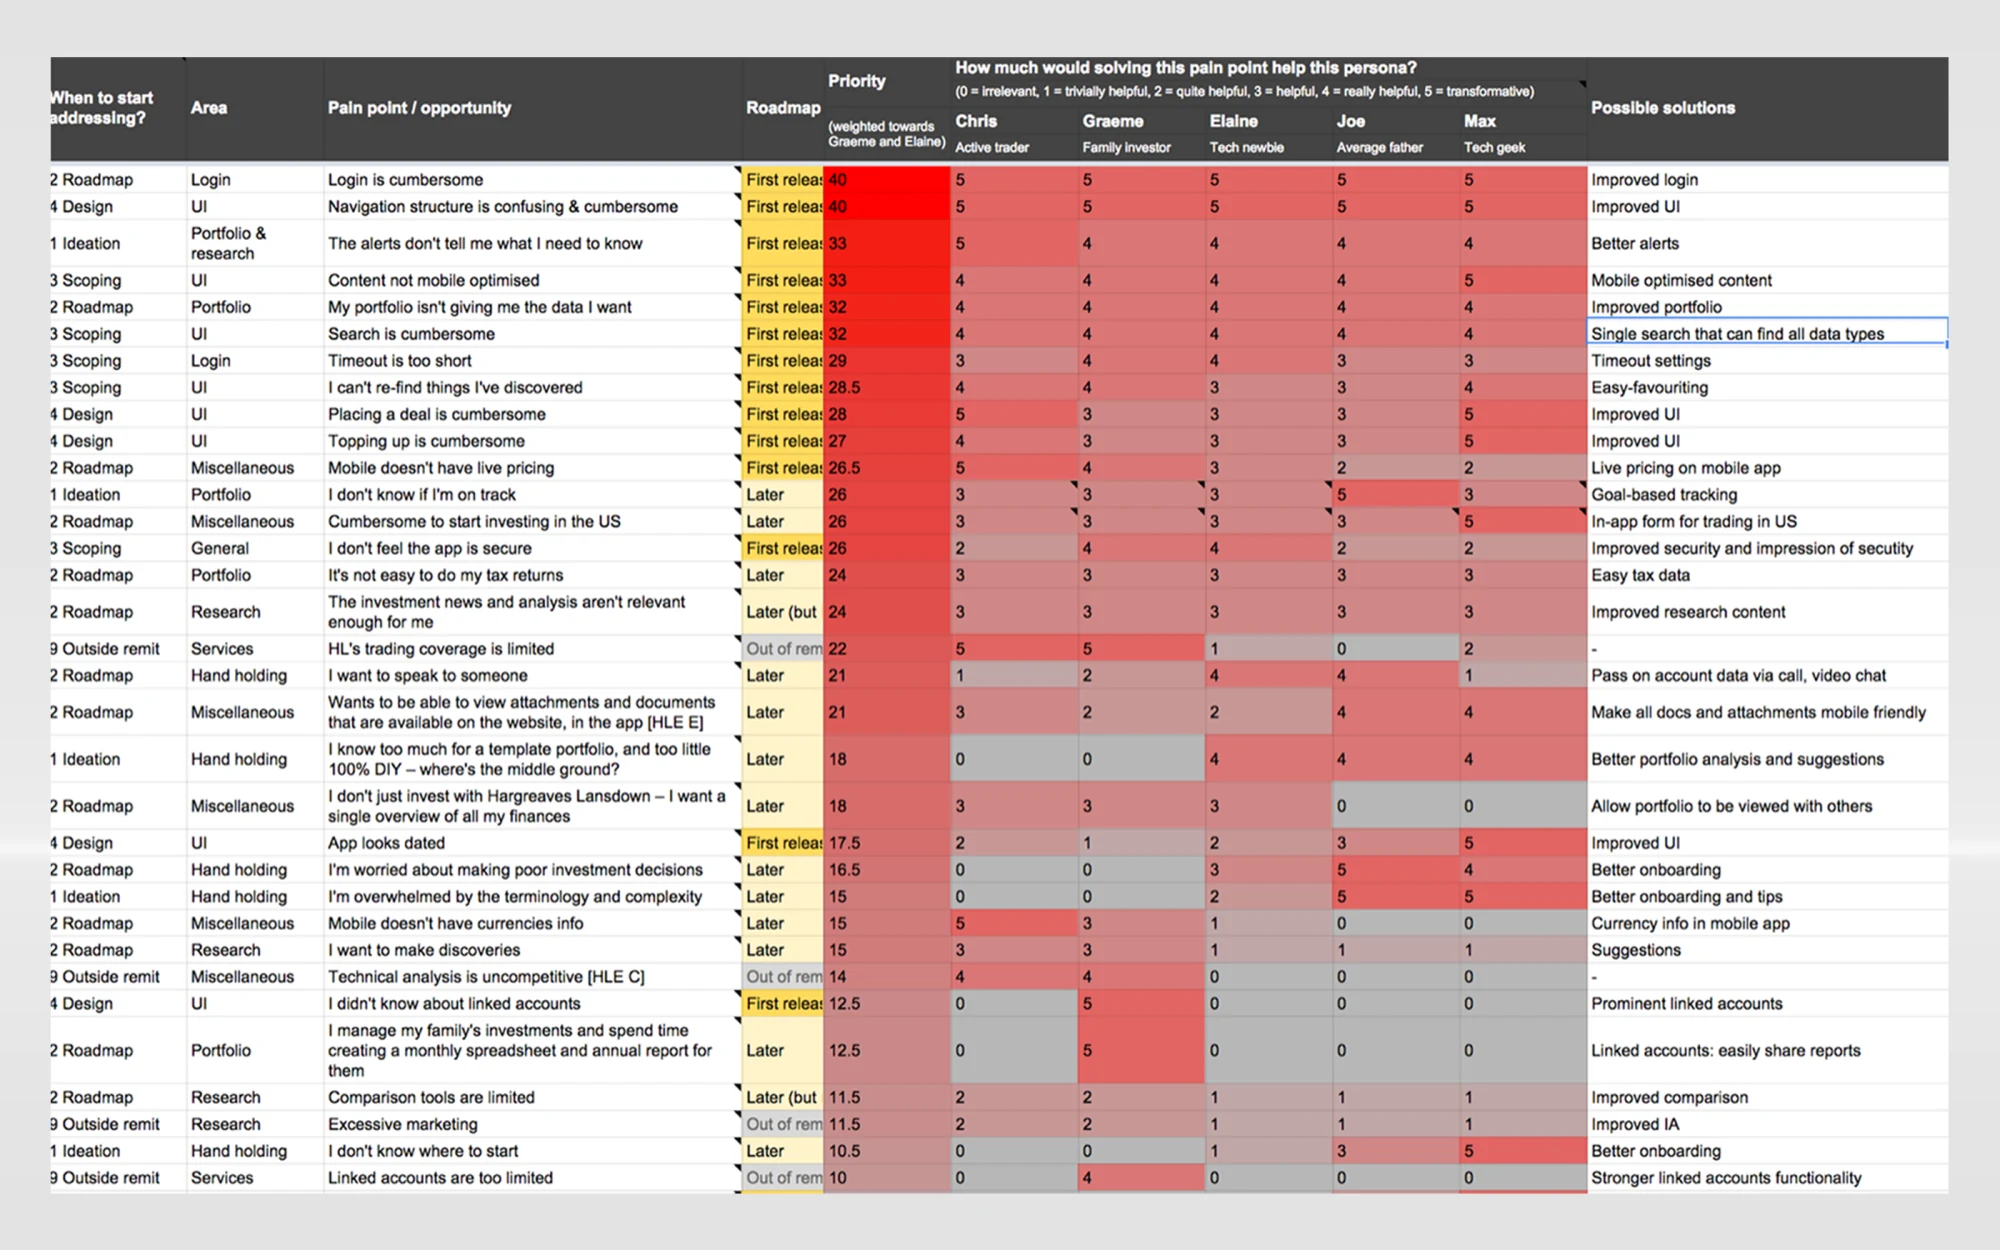 When to start addressing? Area Pain point / opportunity Roadmap Priority (weighted towards Graeme and Elaine) How much would solving this pain point help this persona? Possible solutions
(0 = irrelevant, 1 = trivially helpful, 2 = quite helpful, 3 = helpful, 4 = really helpful, 5 = transformative)
Chris Graeme Elaine Joe Max
Active trader Family investor Tech newbie Average father Tech geek
2 Roadmap Login Login is cumbersome First releas 40 5 5 5 5 5 Improved login
4 Design UI Navigation structure is confusing & cumbersome First releas 40 5 5 5 5 5 Improved UI
1 Ideation Portfolio & research The alerts don't tell me what I need to know First releas 33 5 4 4 4 4 Better alerts
3 Scoping UI Content not mobile optimised First releas 33 4 4 4 4 5 Mobile optimised content
2 Roadmap Portfolio My portfolio isn't giving me the data I want First releas 32 4 4 4 4 4 Improved portfolio
3 Scoping UI Search is cumbersome First releas 32 4 4 4 4 4 Single search that can find all data types
3 Scoping Login Timeout is too short First releas 29 3 4 4 3 3 Timeout settings
3 Scoping UI I can't re-find things I've discovered First releas 28.5 4 4 3 3 4 Easy-favouriting
4 Design UI Placing a deal is cumbersome First releas 28 5 3 3 3 5 Improved UI
4 Design UI Topping up is cumbersome First releas 27 4 3 3 3 5 Improved UI
2 Roadmap Miscellaneous Mobile doesn't have live pricing First releas 26.5 5 4 3 2 2 Live pricing on mobile app
1 Ideation Portfolio I don't know if I'm on track Later 26 3 3 3 5 3 Goal-based tracking
2 Roadmap Miscellaneous Cumbersome to start investing in the US Later 26 3 3 3 3 5 In-app form for trading in US
3 Scoping General I don't feel the app is secure First releas 26 2 4 4 2 2 Improved security and impression of secutity
2 Roadmap Portfolio It's not easy to do my tax returns Later 24 3 3 3 3 3 Easy tax data
2 Roadmap Research The investment news and analysis aren't relevant enough for me Later (but 24 3 3 3 3 3 Improved research content
9 Outside remit Services HL's trading coverage is limited Out of rem 22 5 5 1 0 2 -
2 Roadmap Hand holding I want to speak to someone Later 21 1 2 4 4 1 Pass on account data via call, video chat
2 Roadmap Miscellaneous Wants to be able to view attachments and documents that are available on the website, in the app [HLE E] Later 21 3 2 2 4 4 Make all docs and attachments mobile friendly
1 Ideation Hand holding I know too much for a template portfolio, and too little 100% DIY – where's the middle ground? Later 18 0 0 4 4 4 Better portfolio analysis and suggestions
2 Roadmap Miscellaneous I don't just invest with Hargreaves Lansdown – I want a single overview of all my finances Later 18 3 3 3 0 0 Allow portfolio to be viewed with others
4 Design UI App looks dated First releas 17.5 2 1 2 3 5 Improved UI
2 Roadmap Hand holding I'm worried about making poor investment decisions Later 16.5 0 0 3 5 4 Better onboarding
1 Ideation Hand holding I'm overwhelmed by the terminology and complexity Later 15 0 0 2 5 5 Better onboarding and tips
2 Roadmap Miscellaneous Mobile doesn't have currencies info Later 15 5 3 1 0 0 Currency info in mobile app
2 Roadmap Research I want to make discoveries Later 15 3 3 1 1 1 Suggestions
9 Outside remit Miscellaneous Technical analysis is uncompetitive [HLE C] Out of rem 14 4 4 0 0 0 -
4 Design UI I didn't know about linked accounts First releas 12.5 0 5 0 0 0 Prominent linked accounts
2 Roadmap Portfolio I manage my family's investments and spend time creating a monthly spreadsheet and annual report for them Later 12.5 0 5 0 0 0 Linked accounts: easily share reports
2 Roadmap Research Comparison tools are limited Later (but 11.5 2 2 1 1 1 Improved comparison
9 Outside remit Research Excessive marketing Out of rem 11.5 2 2 1 1 1 Improved IA
1 Ideation Hand holding I don't know where to start Later 10.5 0 0 1 3 5 Better onboarding
9 Outside remit Services Linked accounts are too limited Out of rem 10 0 4 0 0 0 Stronger linked accounts functionality